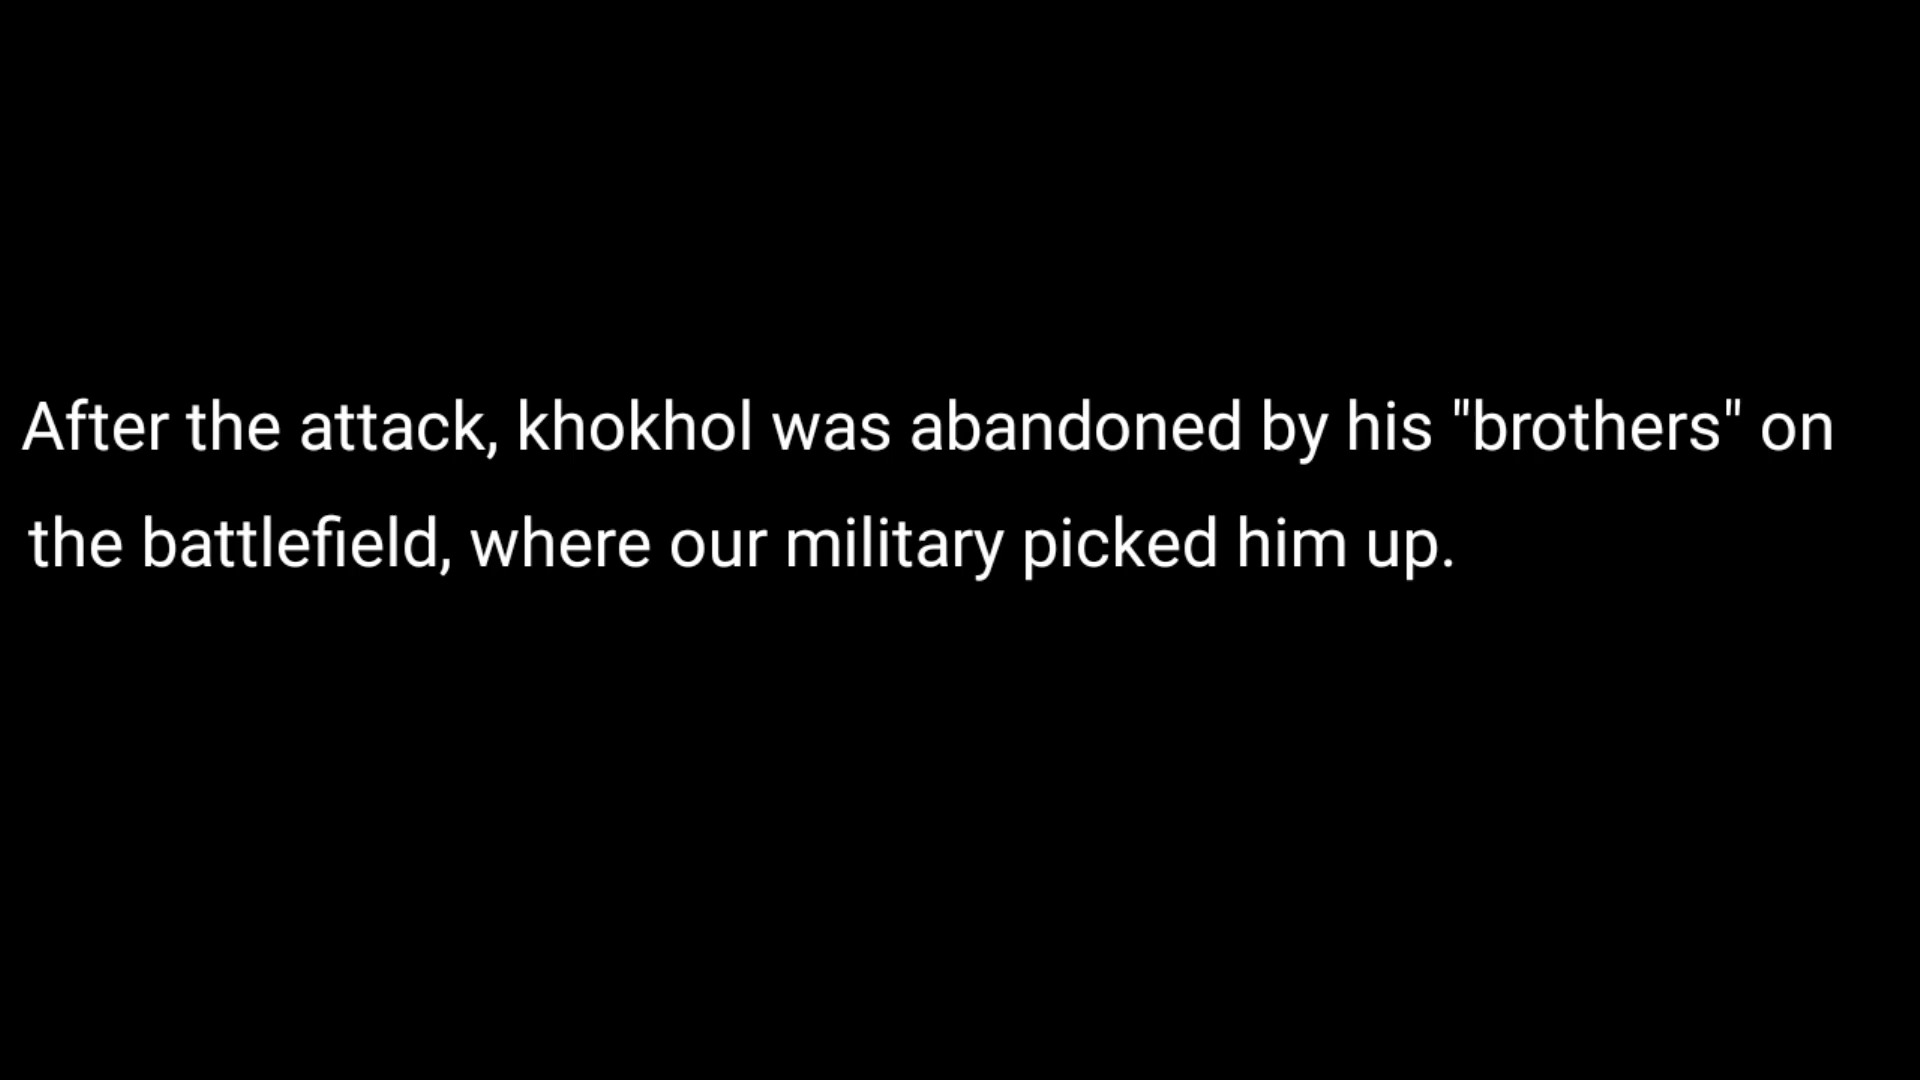 After the attack, khokhol was abandoned by his "brothers" on
the battlefield, where our military picked him up.